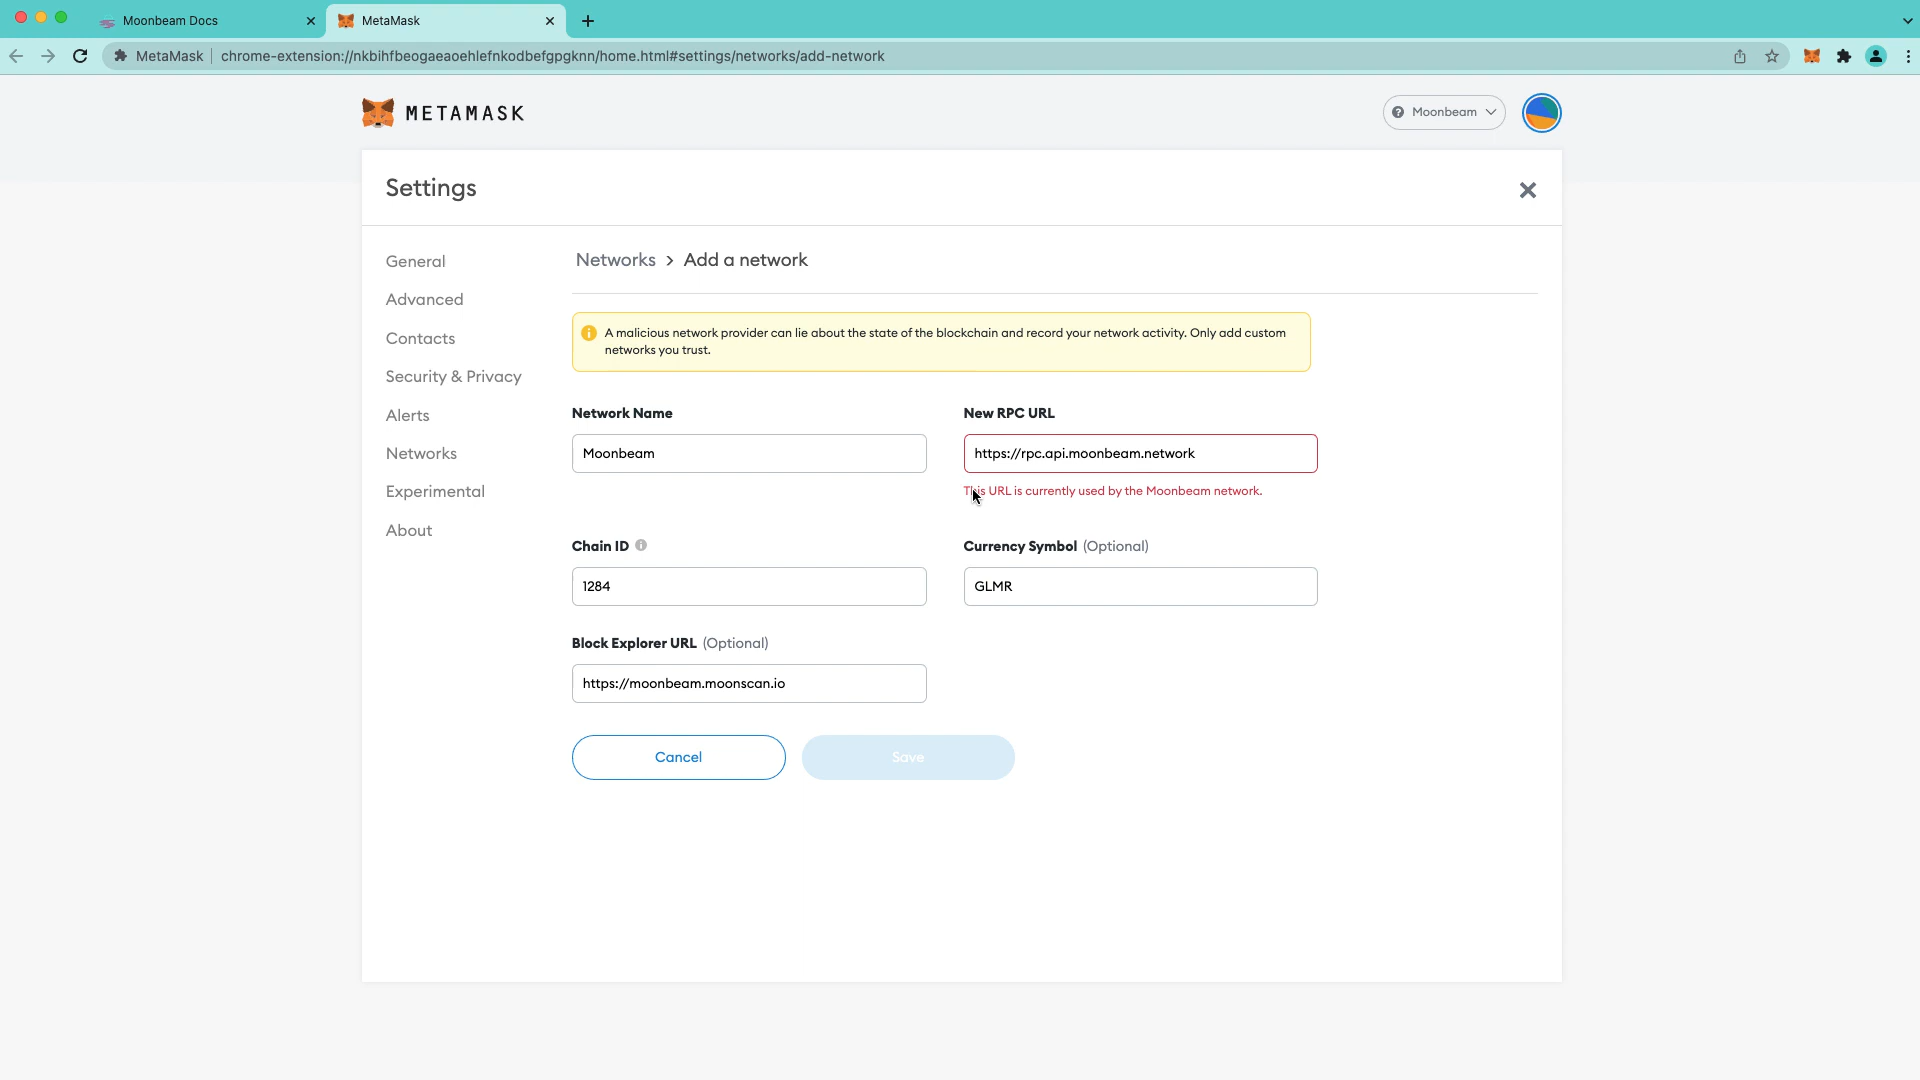 Moonbeam Docs
MetaMask
MetaMask
chrome-extension://nkbihfbeogaeaoehlefnkodbefgpgknn/home.html#settings/networks/add-network
METAMASK
Moonbeam
Settings
General
Advanced
Contacts
Security & Privacy
Alerts
Networks
Experimental
About
Networks > Add a network
A malicious network provider can lie about the state of the blockchain and record your network activity. Only add custom
networks you trust.
Network Name
Moonbeam
New RPC URL
https://rpc.api.moonbeam.network
This URL is currently used by the Moonbeam network.
Chain ID
1284
Currency Symbol (Optional)
GLMR
Block Explorer URL (Optional)
https://moonbeam.moonscan.io
Cancel
Save